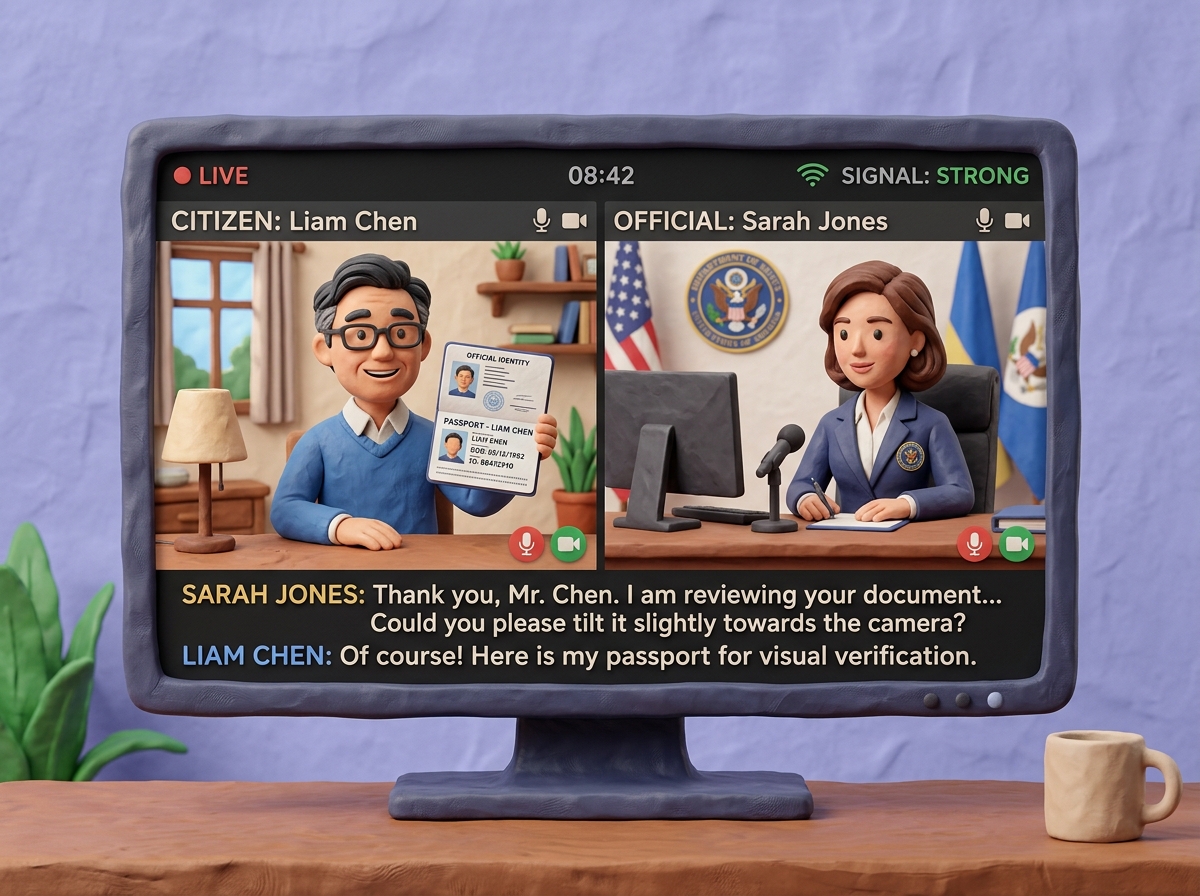 LIVE
08:42
SIGNAL: STRONG
CITIZEN: Liam Chen
OFFICIAL: Sarah Jones
OFFICIAL IDENTITY
PASSPORT - LIAM CHEN
SARAH JONES: Thank you, Mr. Chen. I am reviewing your document...
Could you please tilt it slightly towards the camera?
LIAM CHEN: Of course! Here is my passport for visual verification.